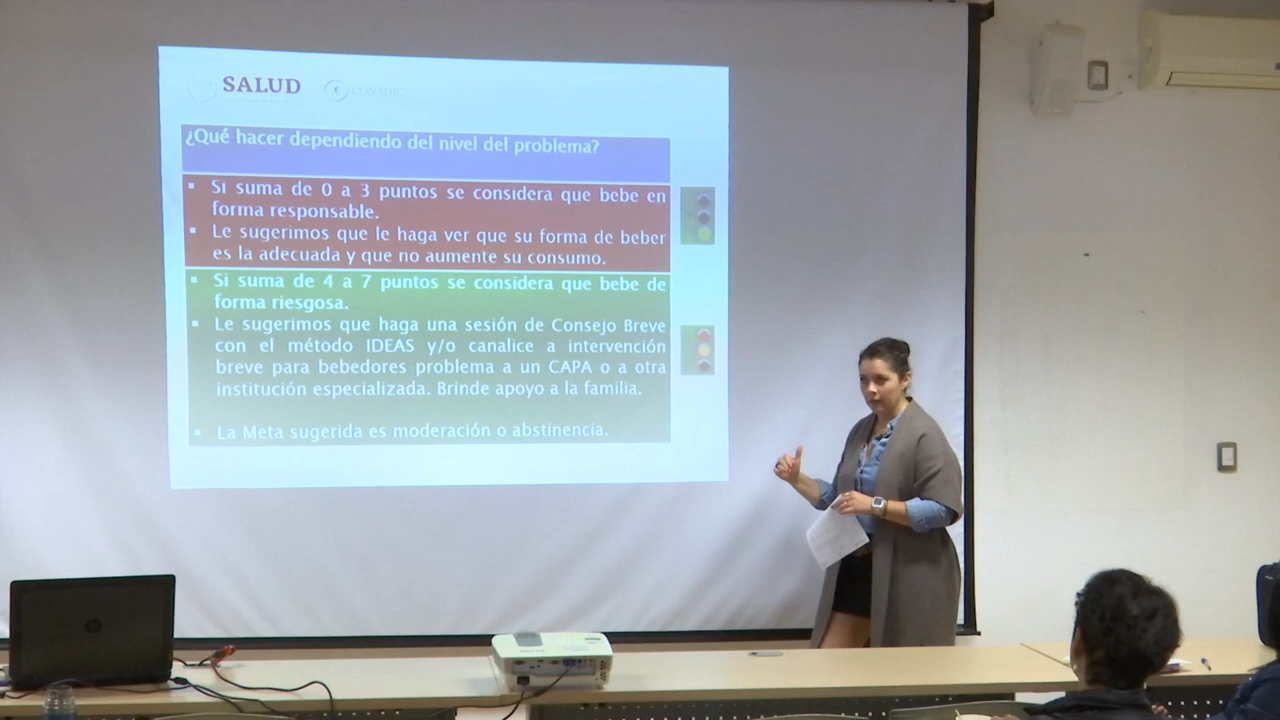 SALUD
CONADIC
¿Qué hacer dependiendo del nivel del problema?
▪ Si suma de 0 a 3 puntos se considera que bebe en
forma responsable.
▪ Le sugerimos que le haga ver que su forma de beber
es la adecuada y que no aumente su consumo.
▪ Si suma de 4 a 7 puntos se considera que bebe de
forma riesgosa.
▪ Le sugerimos que haga una sesión de Consejo Breve
con el método IDEAS y/o canalice a intervención
breve para bebedores problema a un CAPA o a otra
institución especializada. Brinde apoyo a la familia.
▪ La Meta sugerida es moderación o abstinencia.